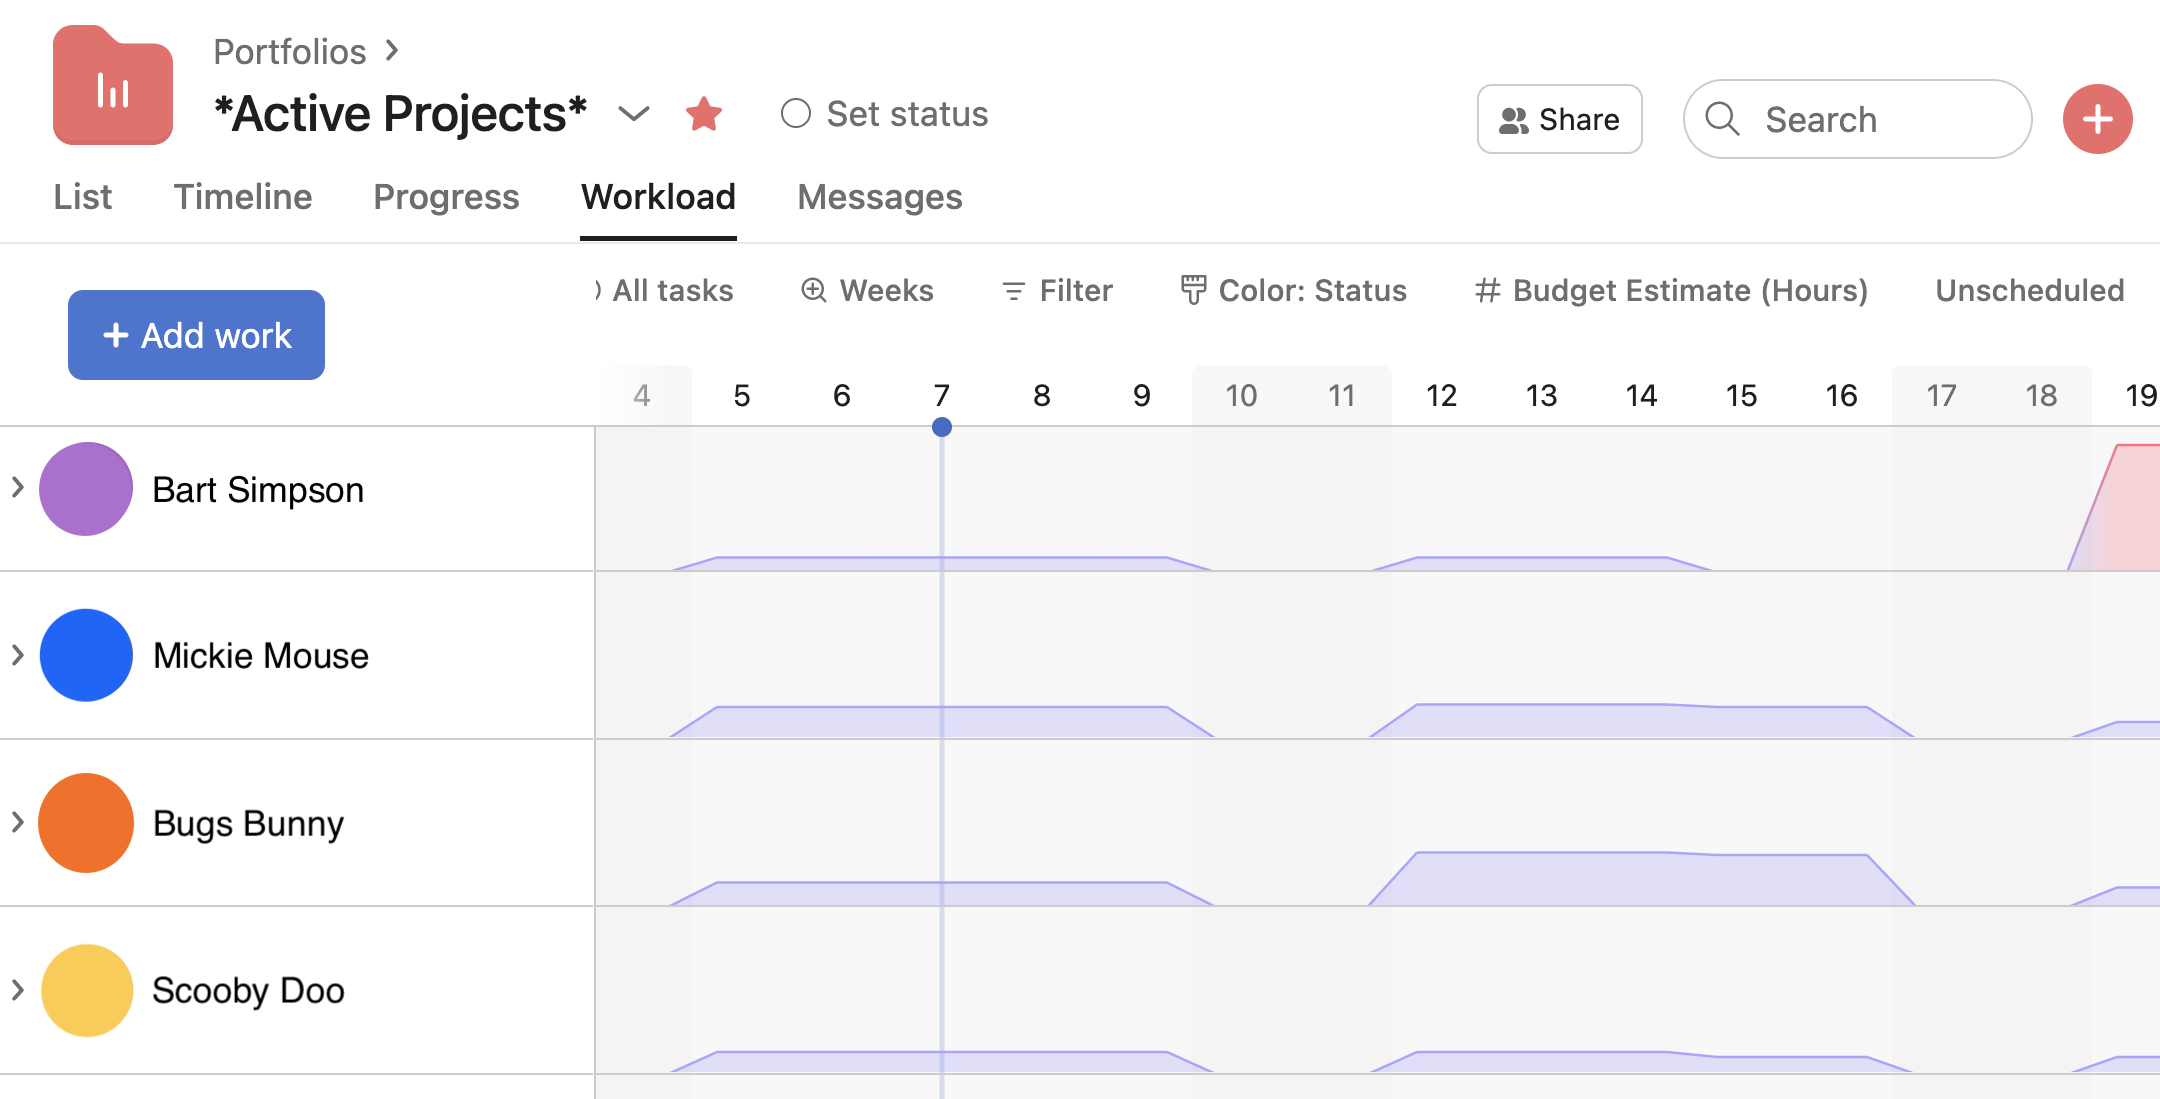 Portfolios
*Active Projects*
Set status
Share
Search
List
Timeline
Progress
Workload
Messages
+ Add work
All tasks
Weeks
Filter
Color: Status
# Budget Estimate (Hours)
Unscheduled
4 5 6 7 8 9 10 11 12 13 14 15 16 17 18 19
Bart Simpson
Mickie Mouse
Bugs Bunny
Scooby Doo